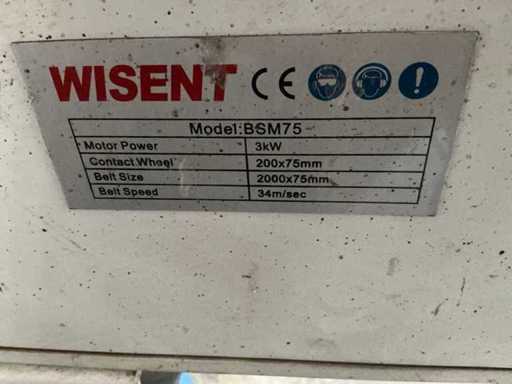 WISENT CE
Model:BSM75
Motor Power 3kW
Contact Wheel 200x75mm
Belt Size 2000x75mm
Belt Speed 34m/sec